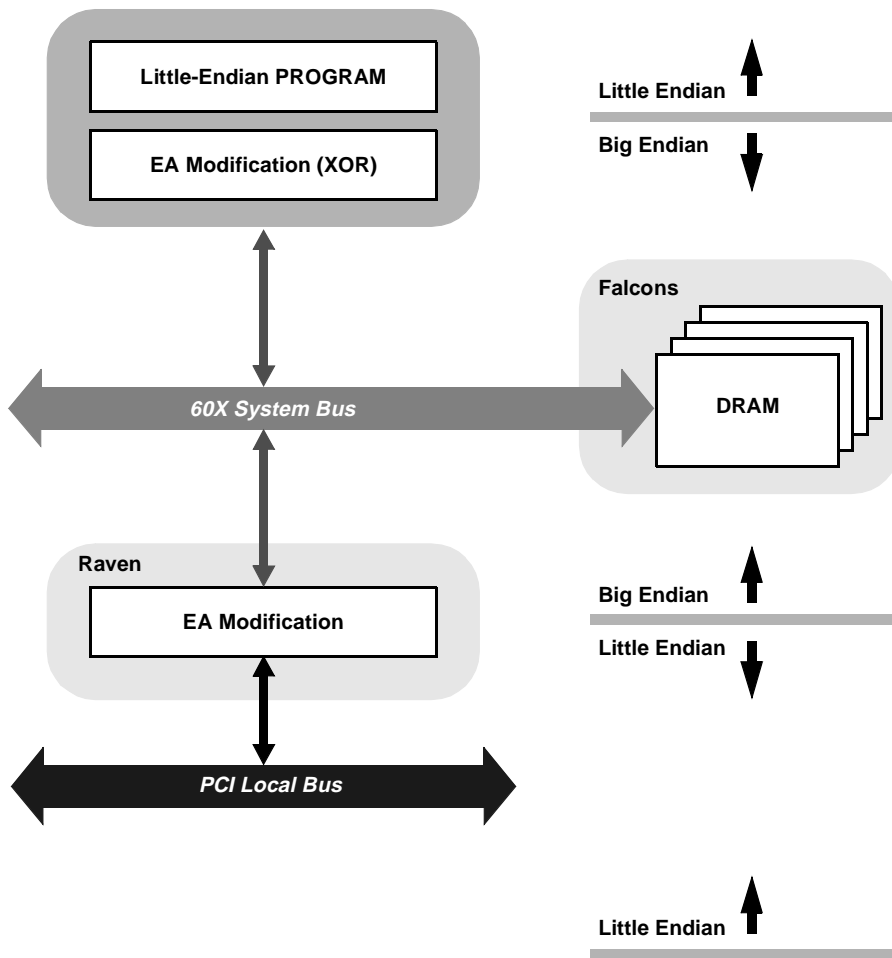 Little-Endian PROGRAM
Little Endian
Big Endian
EA Modification (XOR)
Falcons
DRAM
60X System Bus
Raven
EA Modification
Big Endian
Little Endian
PCI Local Bus
Little Endian